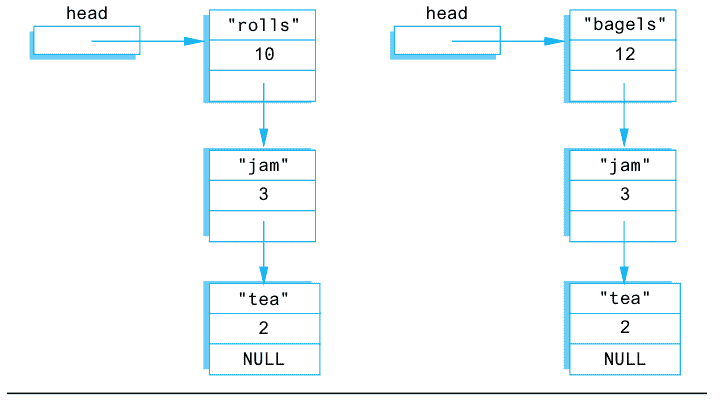 head
"rolls"
10
"jam"
3
"tea"
2
NULL
head
"bagels"
12
"jam"
3
"tea"
2
NULL